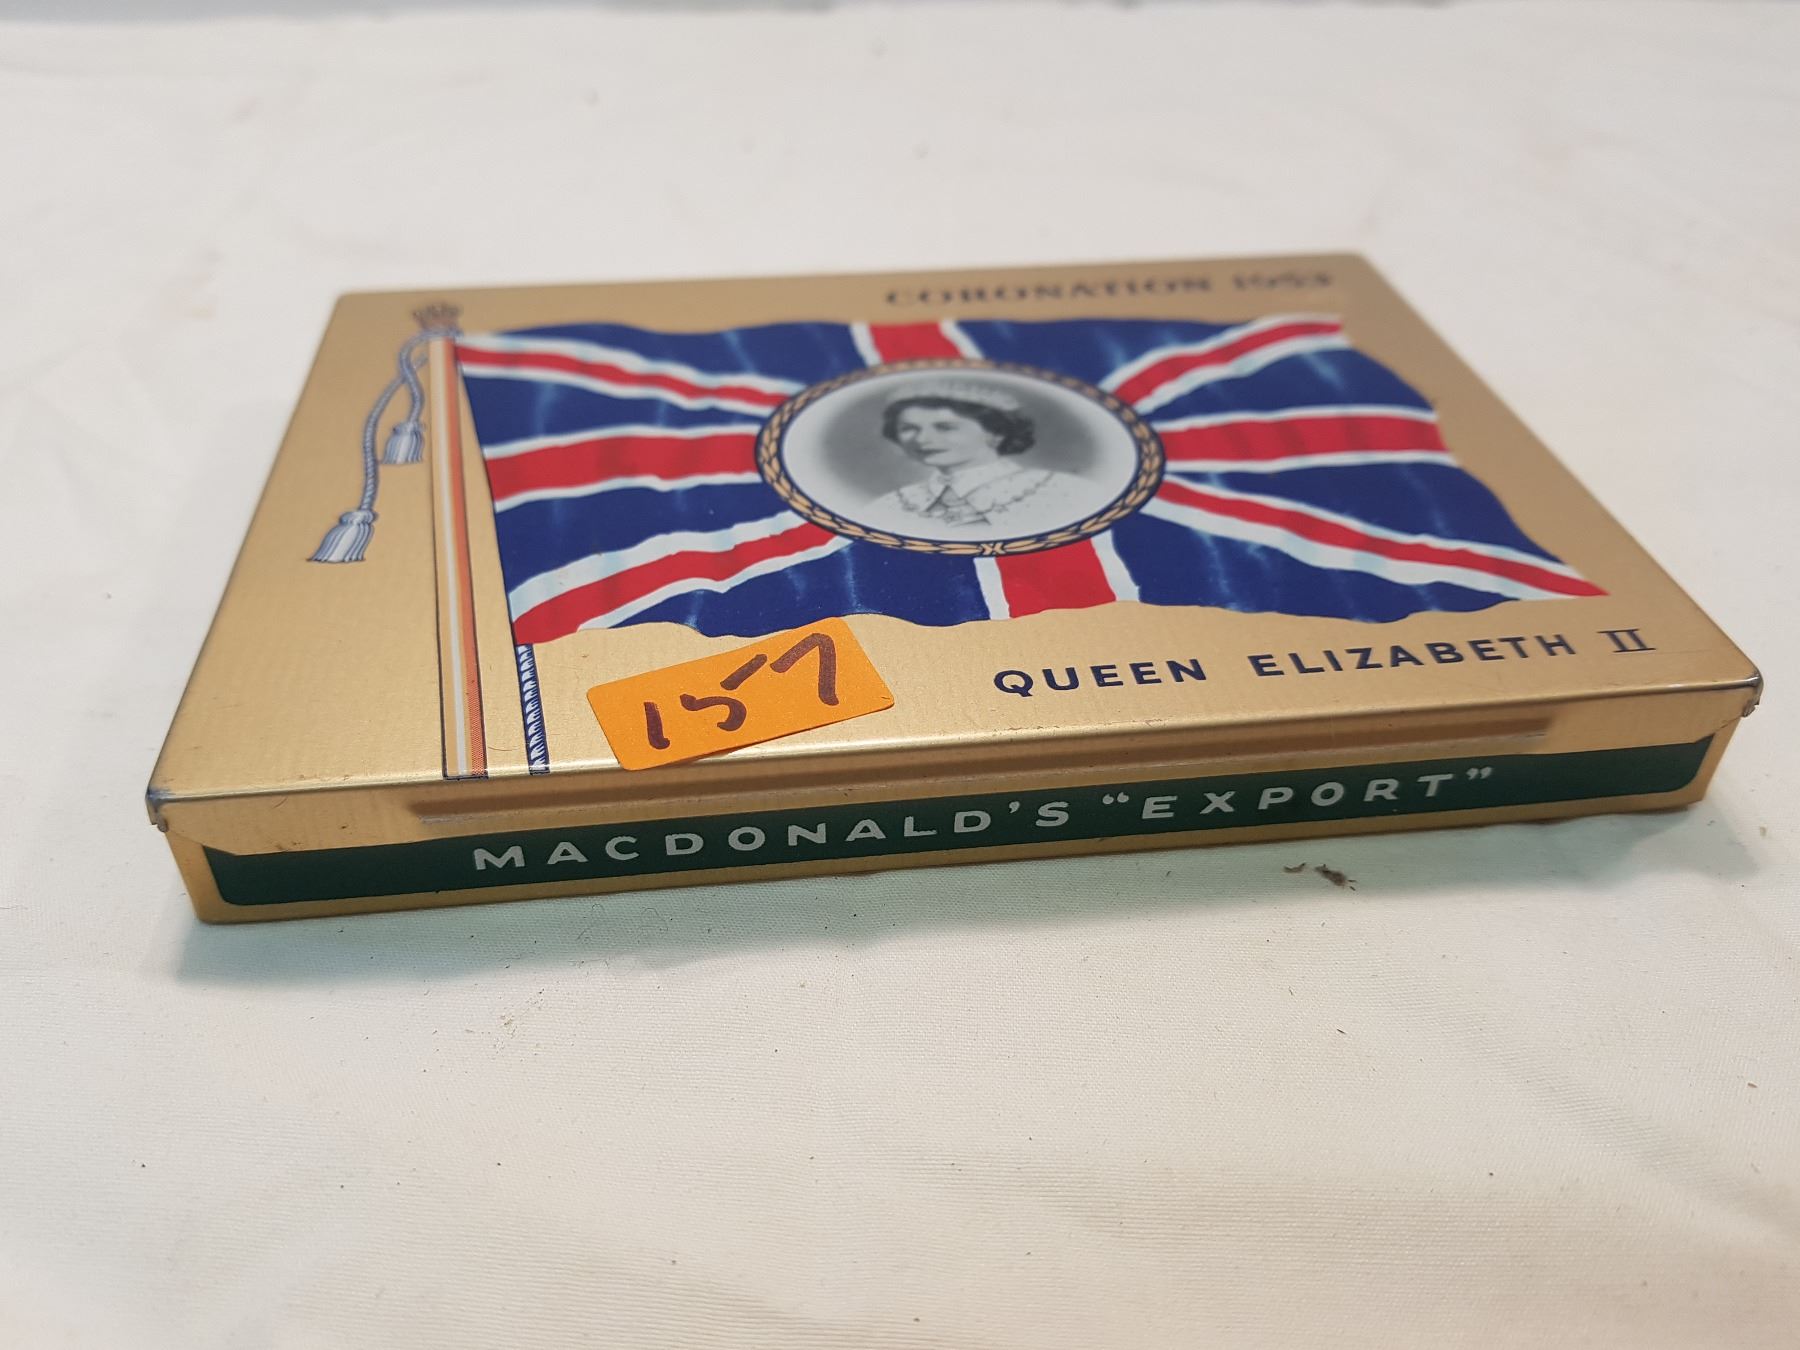 CORONATION 1953
QUEEN ELIZABETH II
157
MACDONALD'S "EXPORT"